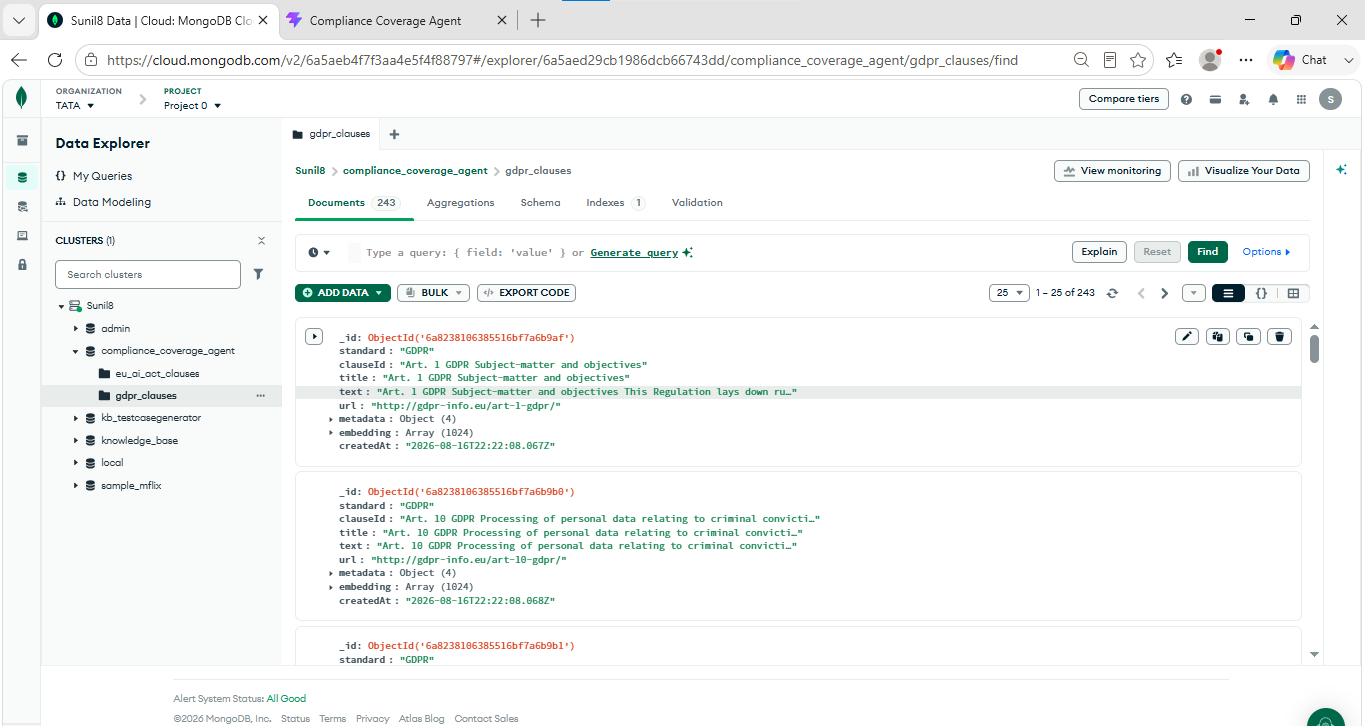 Sunil8 Data | Cloud: MongoDB Clo
Compliance Coverage Agent
https://cloud.mongodb.com/v2/6a5aeb4f7f3aa4e5f4f88797#/explorer/6a5aed29cb1986dcb66743dd/compliance_coverage_agent/gdpr_clauses/find
Chat
ORGANIZATION
TATA
PROJECT
Project 0
Compare tiers
S
Data Explorer
{} My Queries
Data Modeling
CLUSTERS (1)
Search clusters
Sunil8
admin
compliance_coverage_agent
eu_ai_act_clauses
gdpr_clauses
kb_testcasegenerator
knowledge_base
local
sample_mflix
gdpr_clauses
Sunil8 > compliance_coverage_agent > gdpr_clauses
View monitoring
Visualize Your Data
Documents 243 Aggregations Schema Indexes 1 Validation
Type a query: { field: 'value' } or Generate query
Explain Reset Find Options
ADD DATA BULK </> EXPORT CODE
25 1 – 25 of 243 {}
_id: ObjectId('6a8238106385516bf7a6b9af')
standard : "GDPR"
clauseId : "Art. 1 GDPR Subject-matter and objectives"
title : "Art. 1 GDPR Subject-matter and objectives"
text : "Art. 1 GDPR Subject-matter and objectives This Regulation lays down ru…"
url : "http://gdpr-info.eu/art-1-gdpr/"
metadata : Object (4)
embedding : Array (1024)
createdAt : "2026-08-16T22:22:08.067Z"
_id: ObjectId('6a8238106385516bf7a6b9b0')
standard : "GDPR"
clauseId : "Art. 10 GDPR Processing of personal data relating to criminal convicti…"
title : "Art. 10 GDPR Processing of personal data relating to criminal convicti…"
text : "Art. 10 GDPR Processing of personal data relating to criminal convicti…"
url : "http://gdpr-info.eu/art-10-gdpr/"
metadata : Object (4)
embedding : Array (1024)
createdAt : "2026-08-16T22:22:08.068Z"
_id: ObjectId('6a8238106385516bf7a6b9b1')
standard : "GDPR"
Alert System Status: All Good
©2026 MongoDB, Inc. Status Terms Privacy Atlas Blog Contact Sales